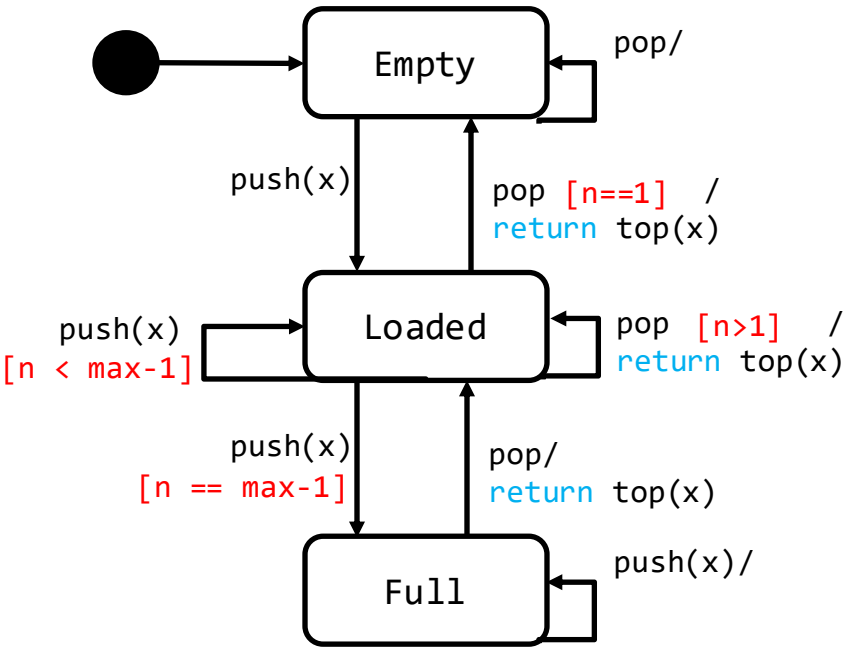 Empty
pop/
push(x)
pop [n==1] /
return top(x)
Loaded
push(x)
[n < max-1]
pop [n>1] /
return top(x)
push(x)
[n == max-1]
pop/
return top(x)
Full
push(x)/